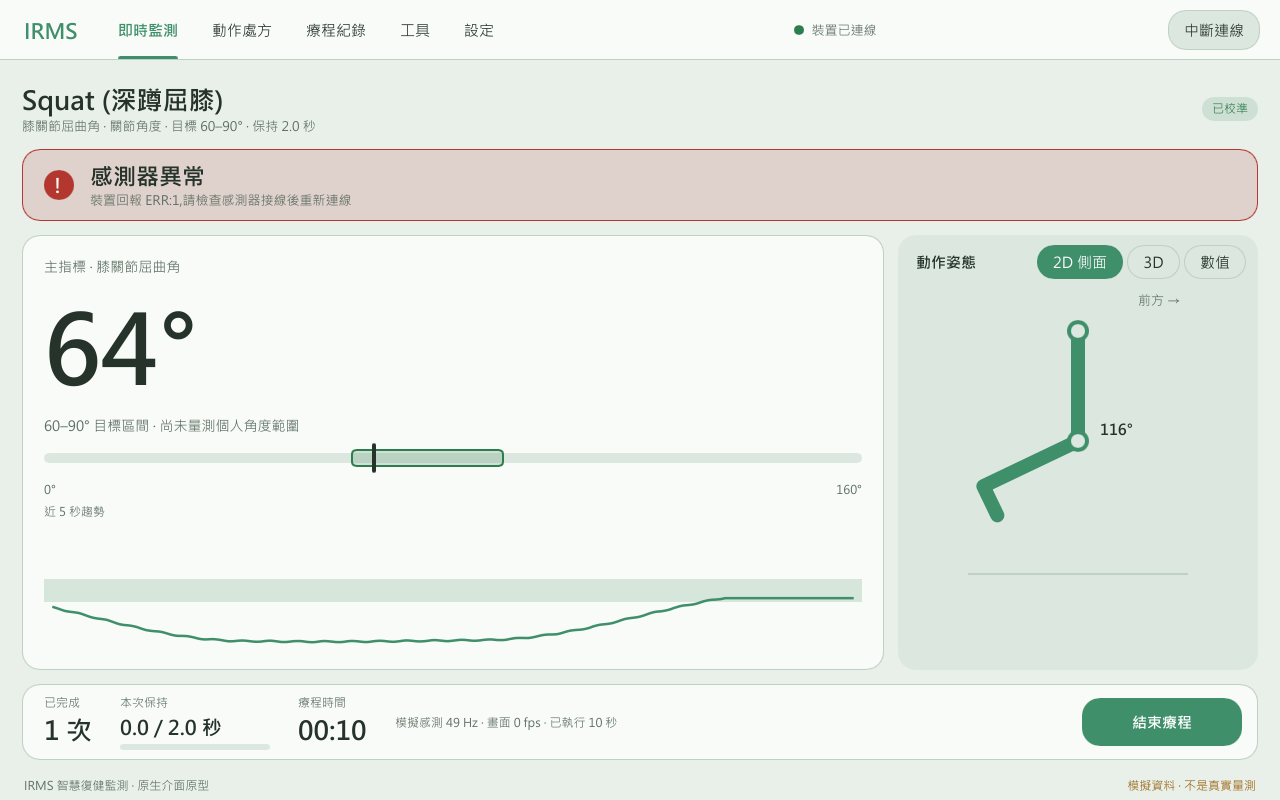 IRMS 即時監測 動作處方 療程紀錄 工具 設定 裝置已連線 中斷連線
Squat (深蹲屈膝)
膝關節屈曲角 · 關節角度 · 目標 60–90° · 保持 2.0 秒
已校準
!
感測器異常
裝置回報 ERR:1,請檢查感測器接線後重新連線
主指標 · 膝關節屈曲角
64°
60–90° 目標區間 · 尚未量測個人角度範圍
0° 160°
近 5 秒趨勢
動作姿態 2D 側面 3D 數值
前方 →
116°
已完成 本次保持 療程時間
1 次 0.0 / 2.0 秒 00:10
模擬感測 49 Hz · 畫面 0 fps · 已執行 10 秒
結束療程
IRMS 智慧復健監測 · 原生介面原型
模擬資料 · 不是真實量測